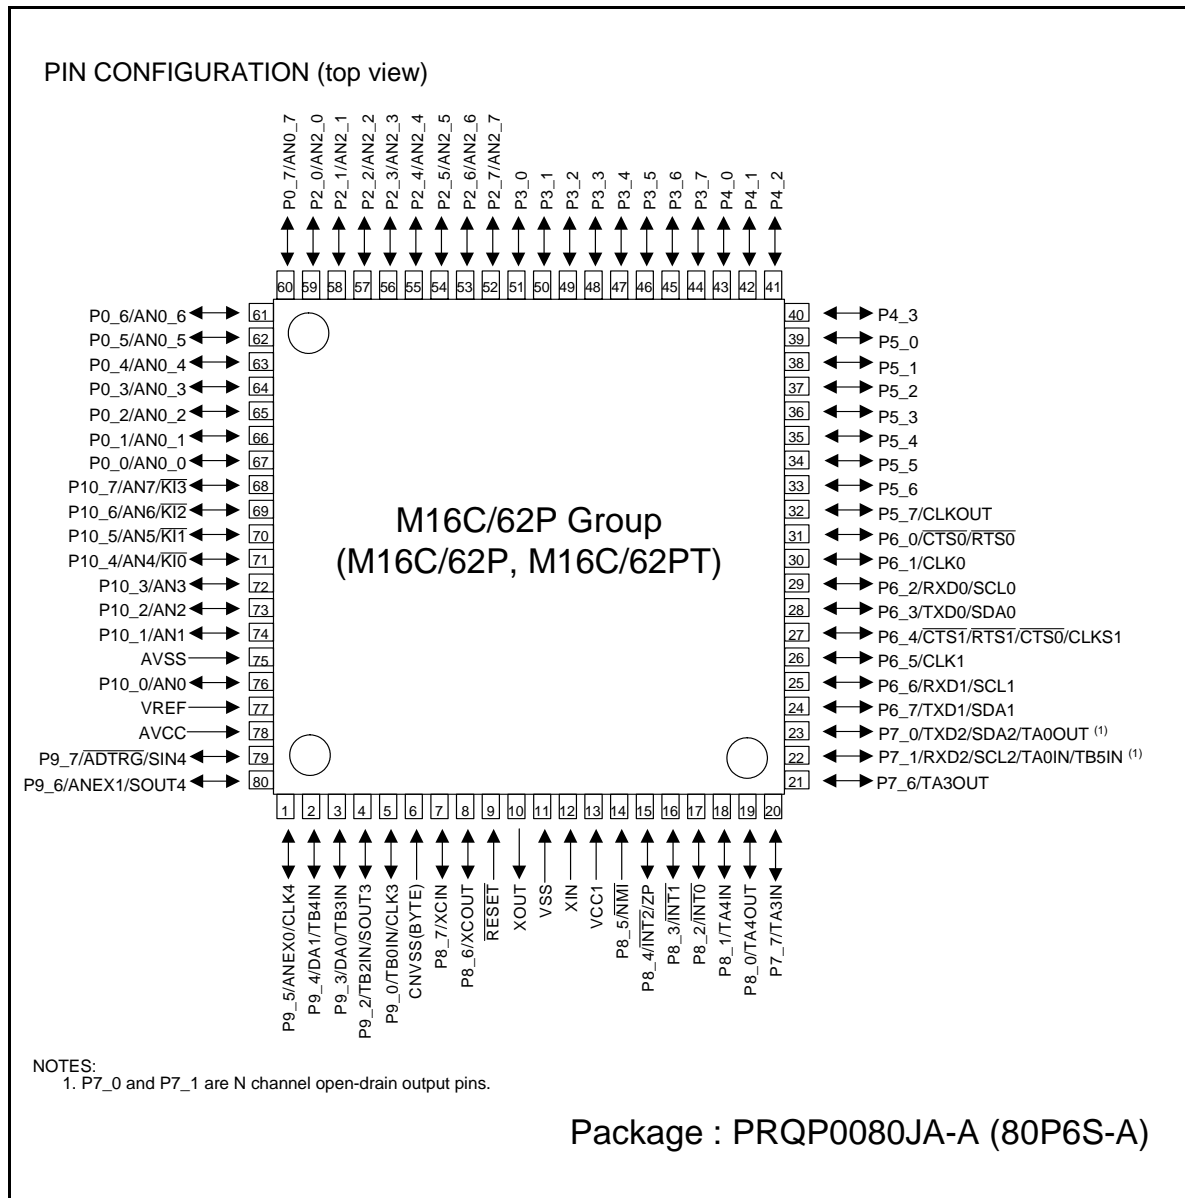 PIN CONFIGURATION (top view)
P0_7/AN0_7
P2_0/AN2_0
P2_1/AN2_1
P2_2/AN2_2
P2_3/AN2_3
P2_4/AN2_4
P2_5/AN2_5
P2_6/AN2_6
P2_7/AN2_7
P3_0
P3_1
P3_2
P3_3
P3_4
P3_5
P3_6
P3_7
P4_0
P4_1
P4_2
60 59 58 57 56 55 54 53 52 51 50 49 48 47 46 45 44 43 42 41
P0_6/AN0_6 61
P0_5/AN0_5 62
P0_4/AN0_4 63
P0_3/AN0_3 64
P0_2/AN0_2 65
P0_1/AN0_1 66
P0_0/AN0_0 67
P10_7/AN7/KI3 68
P10_6/AN6/KI2 69
P10_5/AN5/KI1 70
P10_4/AN4/KI0 71
P10_3/AN3 72
P10_2/AN2 73
P10_1/AN1 74
AVSS 75
P10_0/AN0 76
VREF 77
AVCC 78
P9_7/ADTRG/SIN4 79
P9_6/ANEX1/SOUT4 80
M16C/62P Group
(M16C/62P, M16C/62PT)
40 P4_3
39 P5_0
38 P5_1
37 P5_2
36 P5_3
35 P5_4
34 P5_5
33 P5_6
32 P5_7/CLKOUT
31 P6_0/CTS0/RTS0
30 P6_1/CLK0
29 P6_2/RXD0/SCL0
28 P6_3/TXD0/SDA0
27 P6_4/CTS1/RTS1/CTS0/CLKS1
26 P6_5/CLK1
25 P6_6/RXD1/SCL1
24 P6_7/TXD1/SDA1
23 P7_0/TXD2/SDA2/TA0OUT (1)
22 P7_1/RXD2/SCL2/TA0IN/TB5IN (1)
21 P7_6/TA3OUT
1 2 3 4 5 6 7 8 9 10 11 12 13 14 15 16 17 18 19 20
P9_5/ANEX0/CLK4
P9_4/DA1/TB4IN
P9_3/DA0/TB3IN
P9_2/TB2IN/SOUT3
P9_0/TB0IN/CLK3
CNVSS(BYTE)
P8_7/XCIN
P8_6/XCOUT
RESET
XOUT
VSS
XIN
VCC1
P8_5/NMI
P8_4/INT2/ZP
P8_3/INT1
P8_2/INT0
P8_1/TA4IN
P8_0/TA4OUT
P7_7/TA3IN
NOTES:
1. P7_0 and P7_1 are N channel open-drain output pins.
Package : PRQP0080JA-A (80P6S-A)